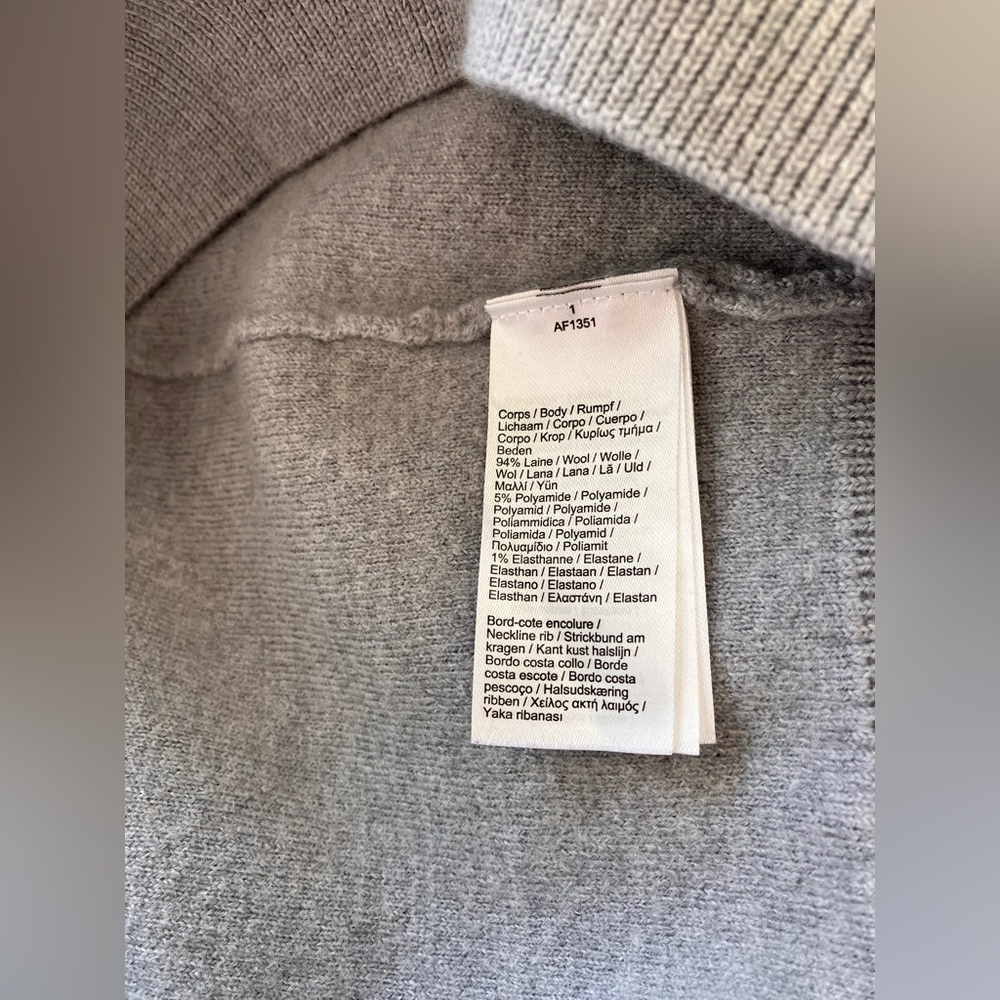 1
AF1351
Corps / Body / Rumpf /
Lichaam / Corpo / Cuerpo /
Corpo / Krop / Κυρίως τμήμα /
Beden
94% Laine / Wool / Wolle /
Wol / Lana / Lana / Lã / Uld /
Μαλλί / Yün
5% Polyamide / Polyamide /
Polyamid / Polyamide /
Poliammidica / Poliamida /
Poliamida / Polyamid /
Πολυαμίδιο / Poliamit
1% Elasthanne / Elastane /
Elasthan / Elastaan / Elastan /
Elastano / Elastano /
Elasthan / Ελαστάνη / Elastan
Bord-cote encolure /
Neckline rib / Strickbund am
kragen / Kant kust halslijn /
Bordo costa collo / Borde
costa escote / Bordo costa
pescoço / Halsudskæring
ribben / Χείλος ακτή λαιμός /
Yaka ribanası